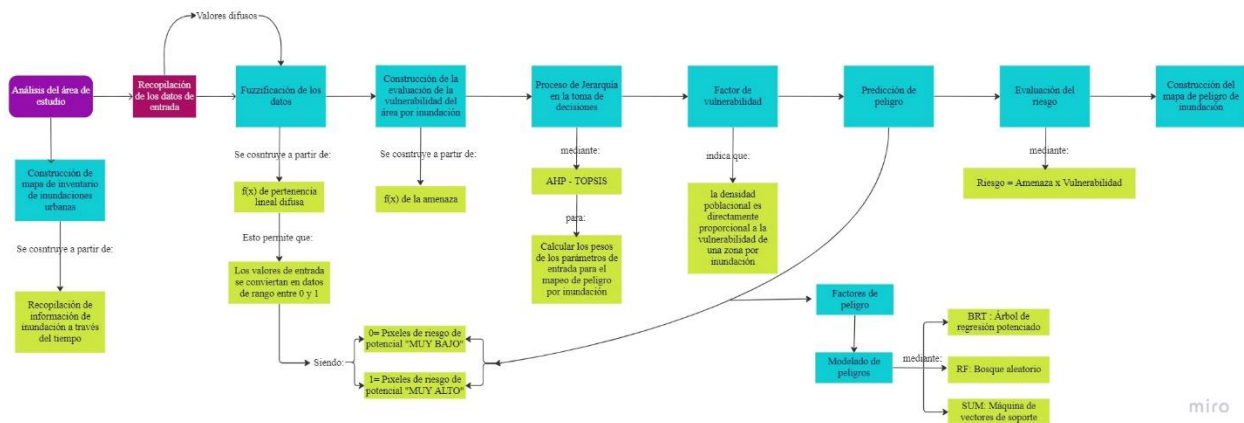 Valores difusos
Análisis del área de
estudio
Recopilación
de los datos de
entrada
Fuzzificación de los
datos
Construcción de la
evaluación de la
vulnerabilidad del
área por inundación
Proceso de Jerarquía
en la toma de
decisiones
Factor de
vulnerabilidad
Predicción de
peligro
Evaluación del
riesgo
Construcción del
mapa de peligro de
inundación
Construcción de
mapa de inventario
de inundaciones
urbanas
Se cosntruye a partir de:
Recopilación de
información de
inundación a través
del tiempo
Se cosntruye a partir de:
f(x) de pertenencia
lineal difusa
Esto permite que:
Los valores de entrada
se conviertan en datos
de rango entre 0 y 1
Siendo:
0= Pixeles de riesgo de
potencial "MUY BAJO"
1= Pixeles de riesgo de
potencial "MUY ALTO"
Se cosntruye a partir de:
f(x) de la amenaza
mediante:
AHP - TOPSIS
para:
Calcular los pesos
de los parámetros de
entrada para el
mapeo de peligro
por inundación
indica que:
la densidad
poblacional es
directamente
proporcional a la
vulnerabilidad de
una zona por
inundación
Factores de
peligro
Modelado de
peligros
mediante:
BRT : Árbol de
regresión potenciado
RF: Bosque aleatorio
SUM: Máquina de
vectores de soporte
mediante:
Riesgo = Amenaza x Vulnerabilidad
miro